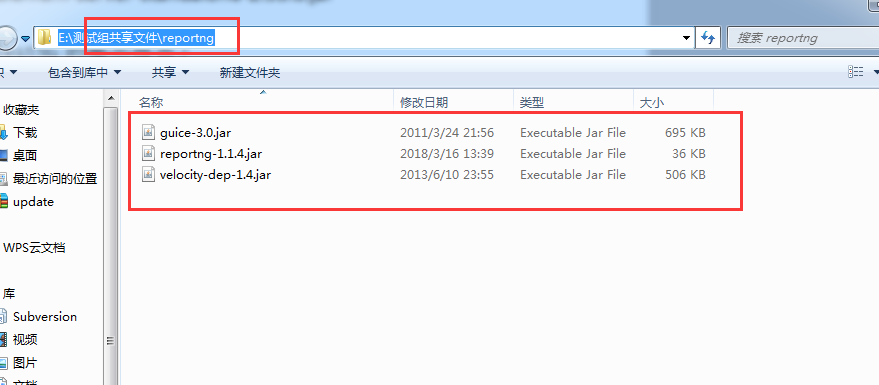 E:\测试组共享文件\reportng
搜索 reportng
包含到库中 共享 新建文件夹
名称 修改日期 类型 大小
guice-3.0.jar 2011/3/24 21:56 Executable Jar File 695 KB
reportng-1.1.4.jar 2018/3/16 13:39 Executable Jar File 36 KB
velocity-dep-1.4.jar 2013/6/10 23:55 Executable Jar File 506 KB
收藏夹
下载
桌面
最近访问的位置
update
WPS云文档
库
Subversion
视频
图片